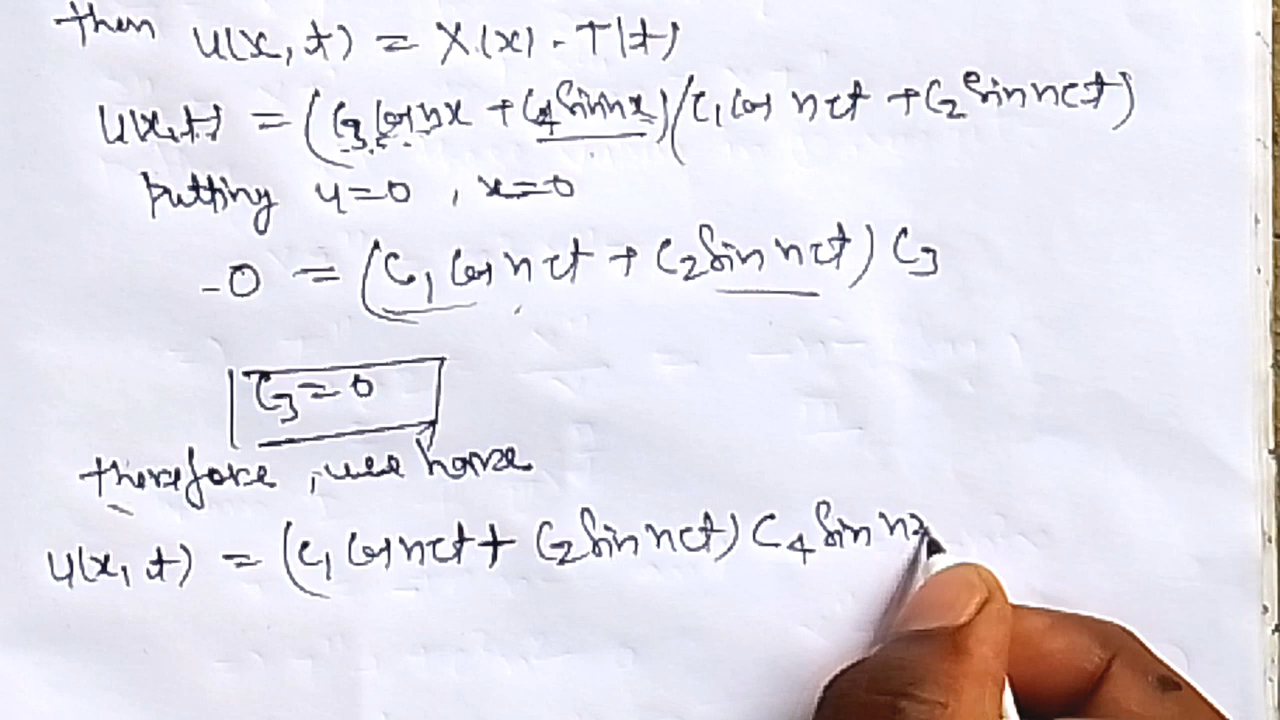 then u(x, t) = X(x) - T(t)
u(x,t) = (C3 cos nx + C4 sin nx) (C1 cos nct + C2 sin nct)
putting u=0 , x=0
-0 = (C1 cos nct + C2 sin nct) C3
C3 = 0
therefore , we have
u(x, t) = (C1 cos nct + C2 sin nct) C4 sin nx